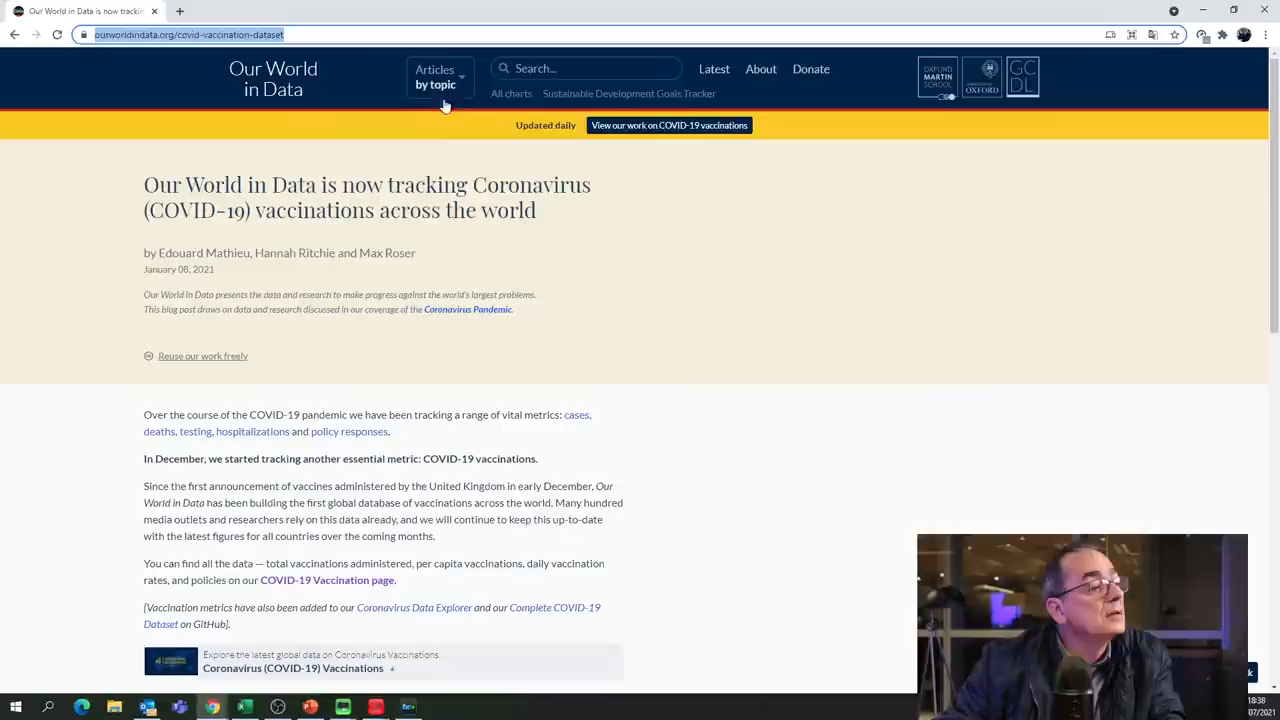 Our World in Data is now trackin
ourworldindata.org/covid-vaccination-dataset
Our World
in Data
Articles
by topic
Search...
Latest
About
Donate
All charts
Sustainable Development Goals Tracker
OXFORD
MARTIN
SCHOOL
UNIVERSITY OF
OXFORD
GC
DL
Updated daily
View our work on COVID-19 vaccinations
Our World in Data is now tracking Coronavirus
(COVID-19) vaccinations across the world
by Edouard Mathieu, Hannah Ritchie and Max Roser
January 08, 2021
Our World in Data presents the data and research to make progress against the world's largest problems.
This blog post draws on data and research discussed in our coverage of the Coronavirus Pandemic.
Reuse our work freely
Over the course of the COVID-19 pandemic we have been tracking a range of vital metrics: cases,
deaths, testing, hospitalizations and policy responses.
In December, we started tracking another essential metric: COVID-19 vaccinations.
Since the first announcement of vaccines administered by the United Kingdom in early December, Our
World in Data has been building the first global database of vaccinations across the world. Many hundred
media outlets and researchers rely on this data already, and we will continue to keep this up-to-date
with the latest figures for all countries over the coming months.
You can find all the data — total vaccinations administered, per capita vaccinations, daily vaccination
rates, and policies on our COVID-19 Vaccination page.
[Vaccination metrics have also been added to our Coronavirus Data Explorer and our Complete COVID-19
Dataset on GitHub].
Explore the latest global data on Coronavirus Vaccinations.
Coronavirus (COVID-19) Vaccinations
18:38
/07/2021